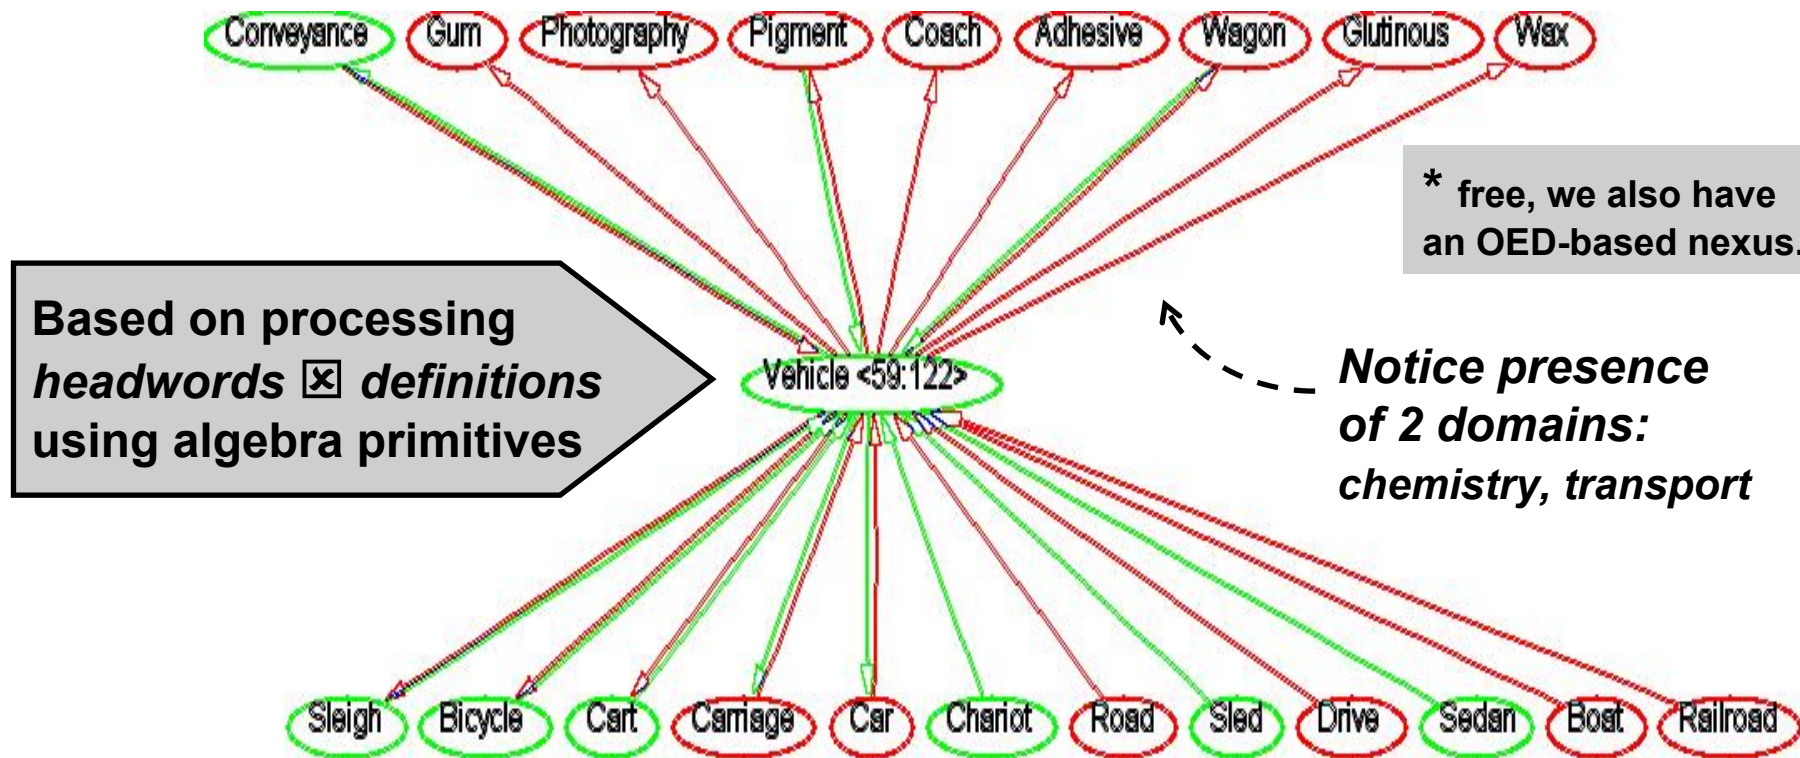 Conveyance Gum Photography Pigment Coach Adhesive Wagon Glutinous Wax
* free, we also have
an OED-based nexus.
Based on processing
headwords ☒ definitions
using algebra primitives
Vehicle <59:122>
Notice presence
of 2 domains:
chemistry, transport
Sleigh Bicycle Cart Carriage Car Chariot Road Sled Drive Sedan Boat Railroad